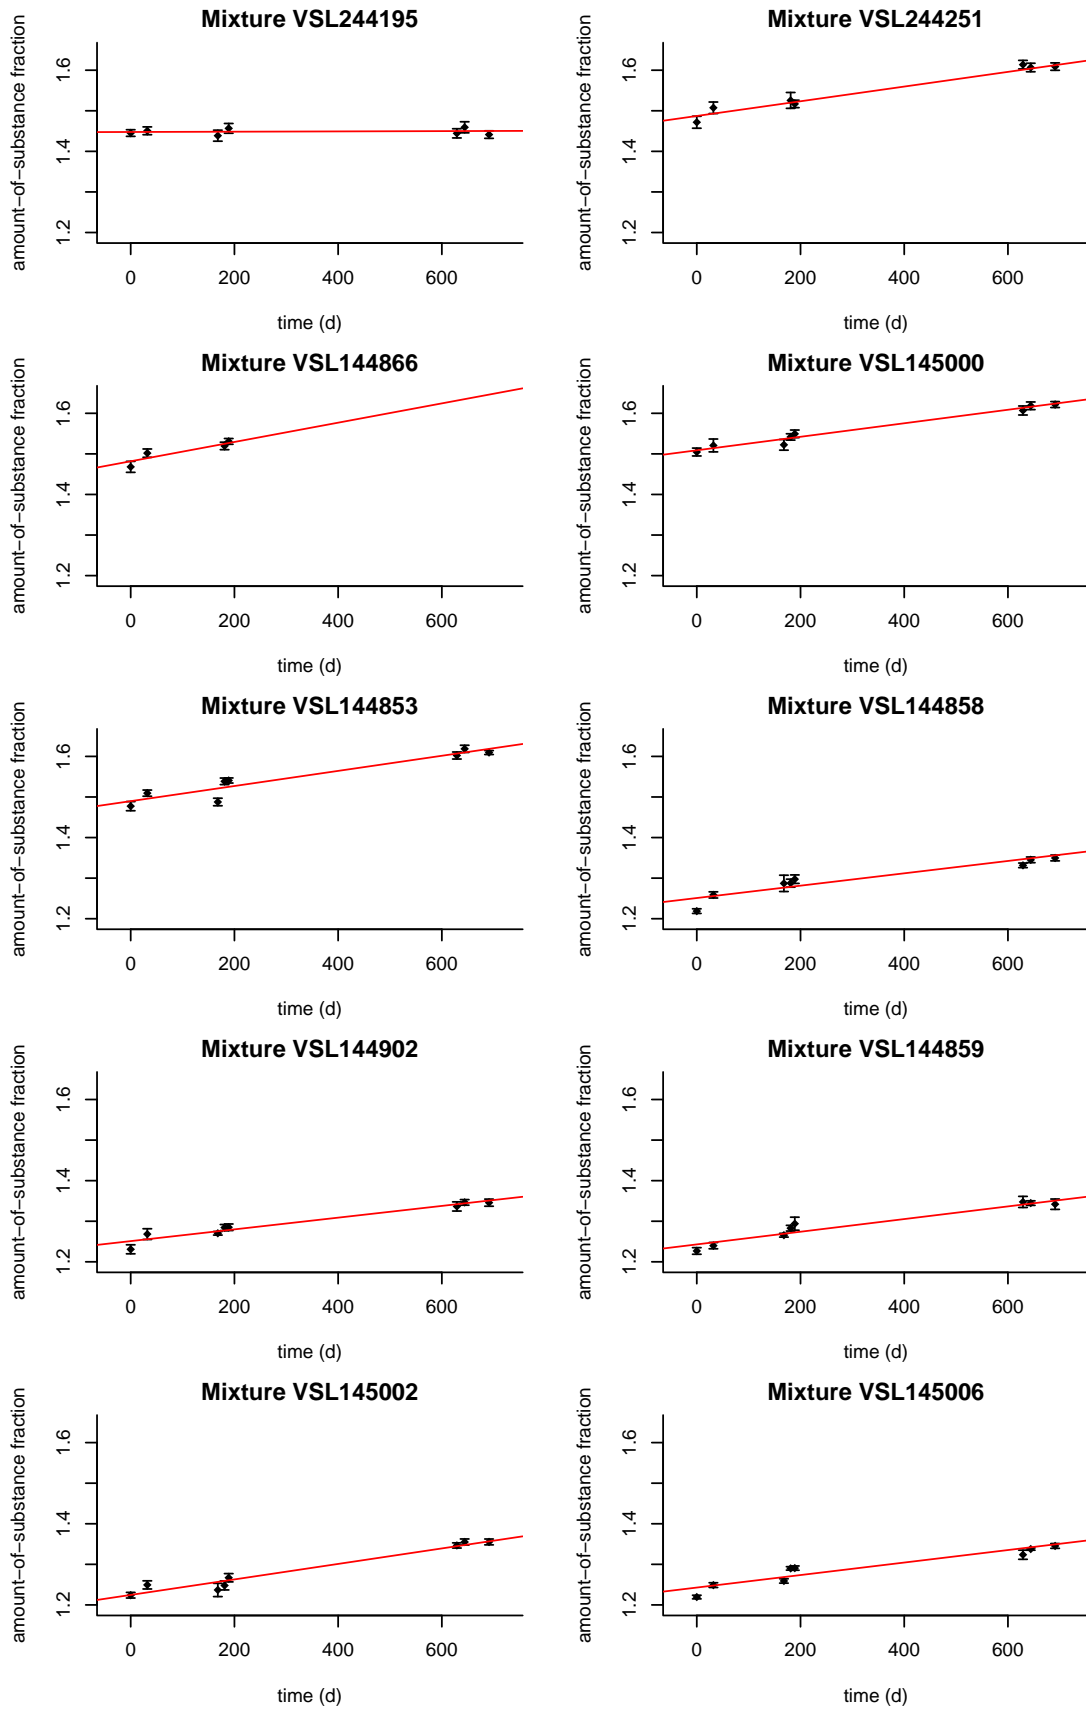 Mixture VSL244195
amount-of-substance fraction
1.6
1.4
1.2
0 200 400 600
time (d)
Mixture VSL244251
amount-of-substance fraction
1.6
1.4
1.2
0 200 400 600
time (d)
Mixture VSL144866
amount-of-substance fraction
1.6
1.4
1.2
0 200 400 600
time (d)
Mixture VSL145000
amount-of-substance fraction
1.6
1.4
1.2
0 200 400 600
time (d)
Mixture VSL144853
amount-of-substance fraction
1.6
1.4
1.2
0 200 400 600
time (d)
Mixture VSL144858
amount-of-substance fraction
1.6
1.4
1.2
0 200 400 600
time (d)
Mixture VSL144902
amount-of-substance fraction
1.6
1.4
1.2
0 200 400 600
time (d)
Mixture VSL144859
amount-of-substance fraction
1.6
1.4
1.2
0 200 400 600
time (d)
Mixture VSL145002
amount-of-substance fraction
1.6
1.4
1.2
0 200 400 600
time (d)
Mixture VSL145006
amount-of-substance fraction
1.6
1.4
1.2
0 200 400 600
time (d)